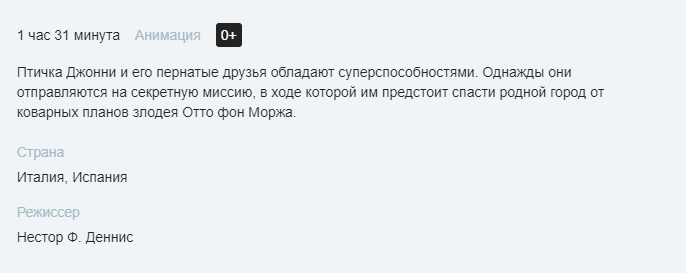 1 час 31 минута Анимация 0+
Птичка Джонни и его пернатые друзья обладают суперспособностями. Однажды они
отправляются на секретную миссию, в ходе которой им предстоит спасти родной город от
коварных планов злодея Отто фон Моржа.
Страна
Италия, Испания
Режиссер
Нестор Ф. Деннис